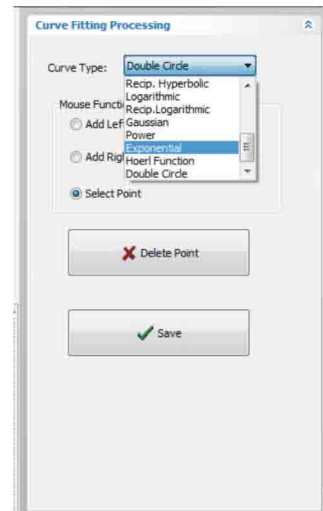 Curve Fitting Processing
Curve Type: Double Circle
Recip. Hyperbolic
Logarithmic
Recip.Logarithmic
Gaussian
Power
Exponential
Hoerl Function
Double Circle
Mouse Functi
Add Lef
Add Rig
Select Point
Delete Point
Save